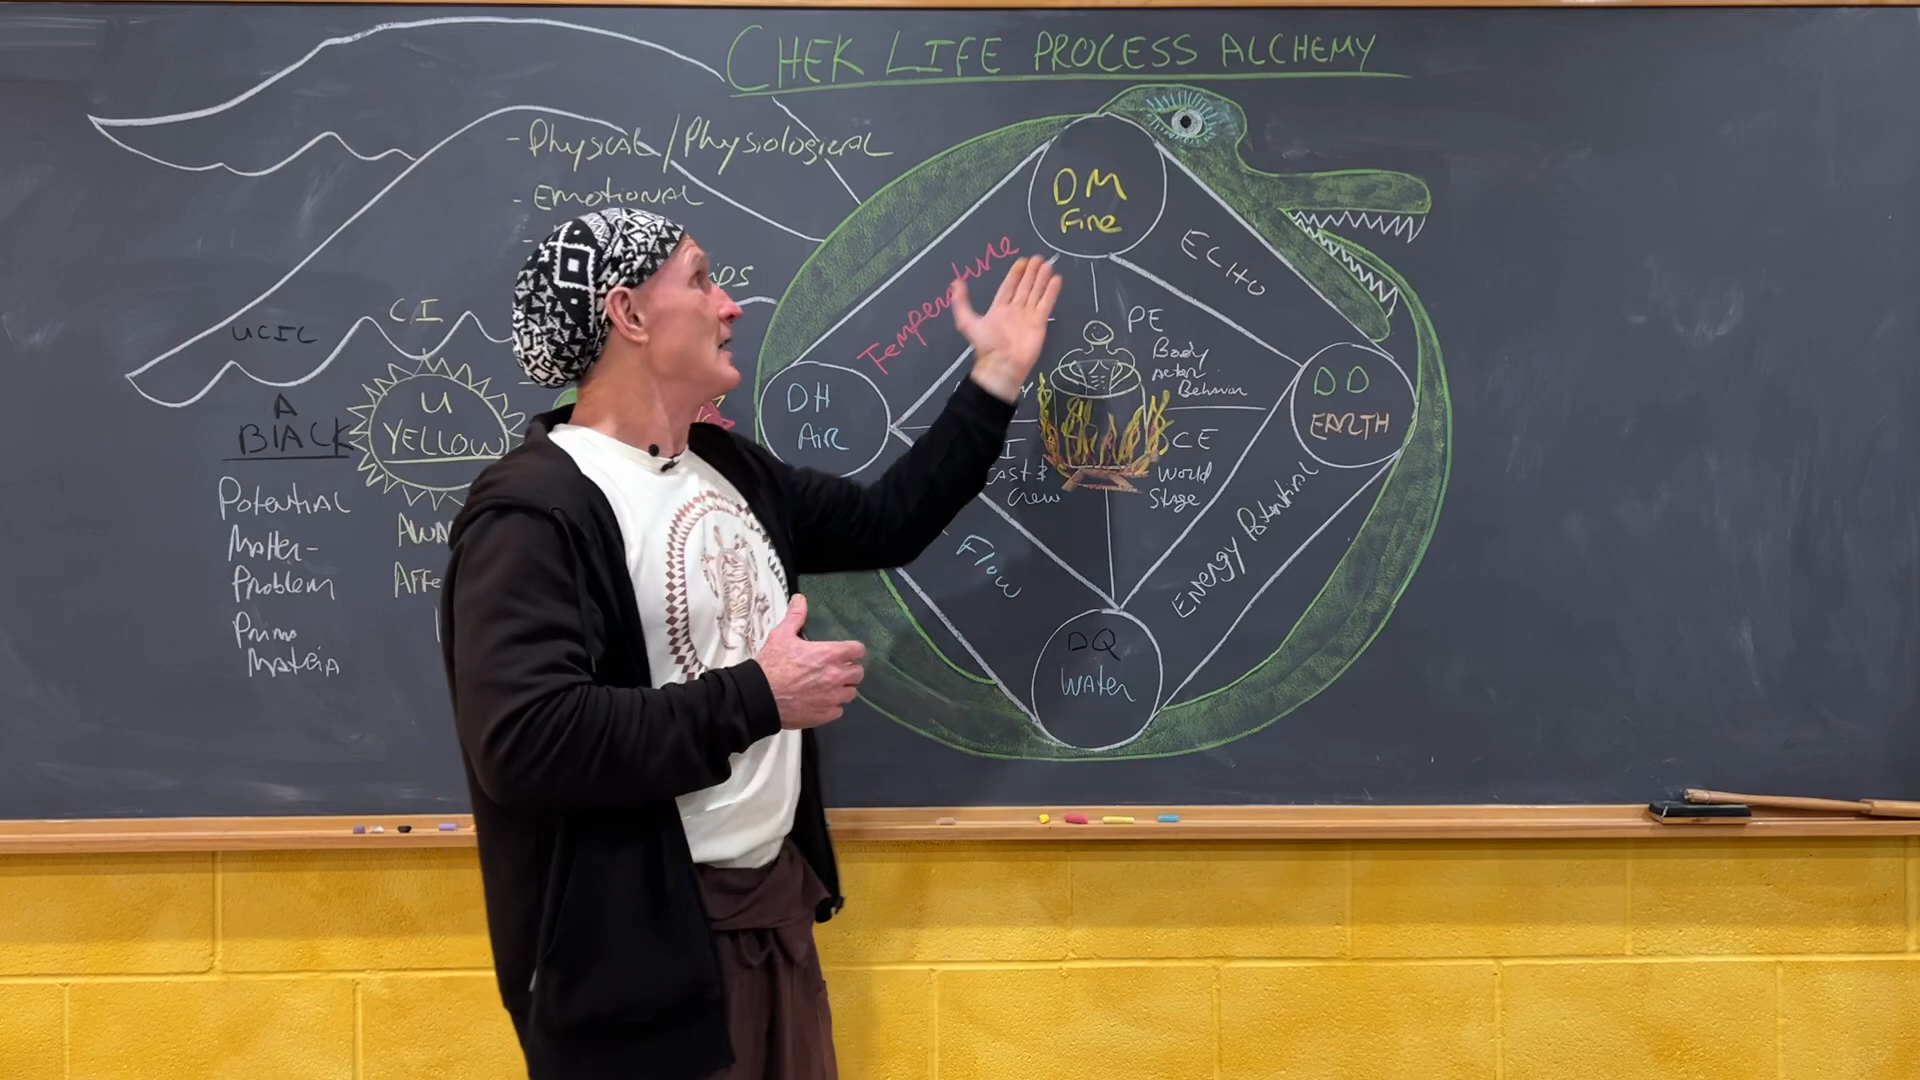 CHEK LIFE PROCESS ALCHEMY
- Physical/Physiological
- Emotional
UCIC
CI
A
BlACK
U
YELLOW
Potential
Matter-
Problem
Prima
Materia
DM
Fire
Temperature
ECHO
DH
Air
PE
Body
Actor
Behavior
DD
EARTH
Cast &
Crew
CE
World
Stage
Flow
Energy Potential
DQ
Water